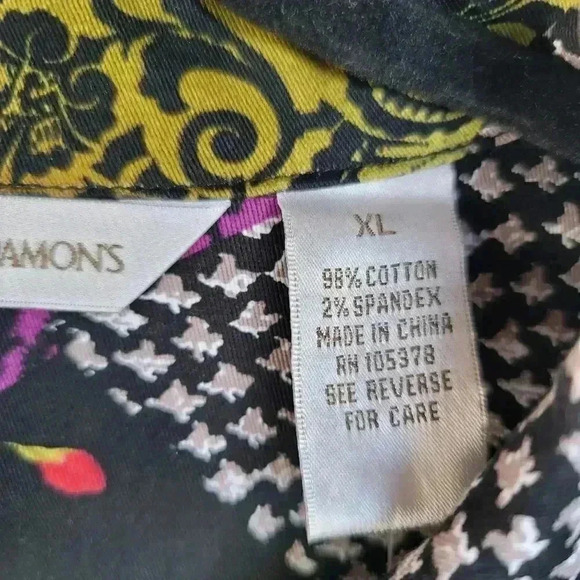 AMON'S
XL
98% COTTON
2% SPANDEX
MADE IN CHINA
RN 105378
SEE REVERSE
FOR CARE